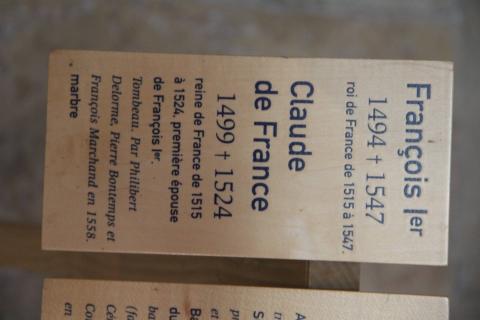 François Ier
1494 + 1547
roi de France de 1515 à 1547.
Claude
de France
1499 + 1524
reine de France de 1515
à 1524, première épouse
de François Ier.
Tombeau. Par Philibert
Delorme, Pierre Bontemps et
François Marchand en 1558.
marbre